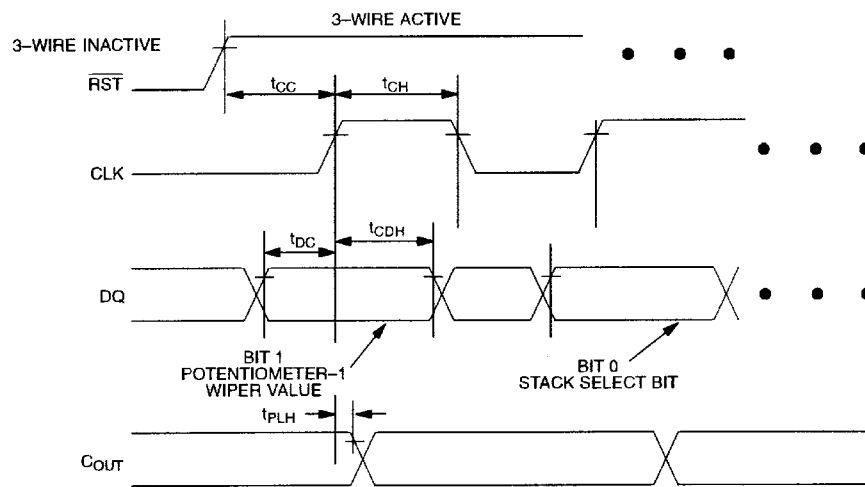 3–WIRE ACTIVE
3–WIRE INACTIVE
RST
tCC
tCH
CLK
tDC
tCDH
DQ
BIT 1
POTENTIOMETER–1
WIPER VALUE
BIT 0
STACK SELECT BIT
tPLH
COUT